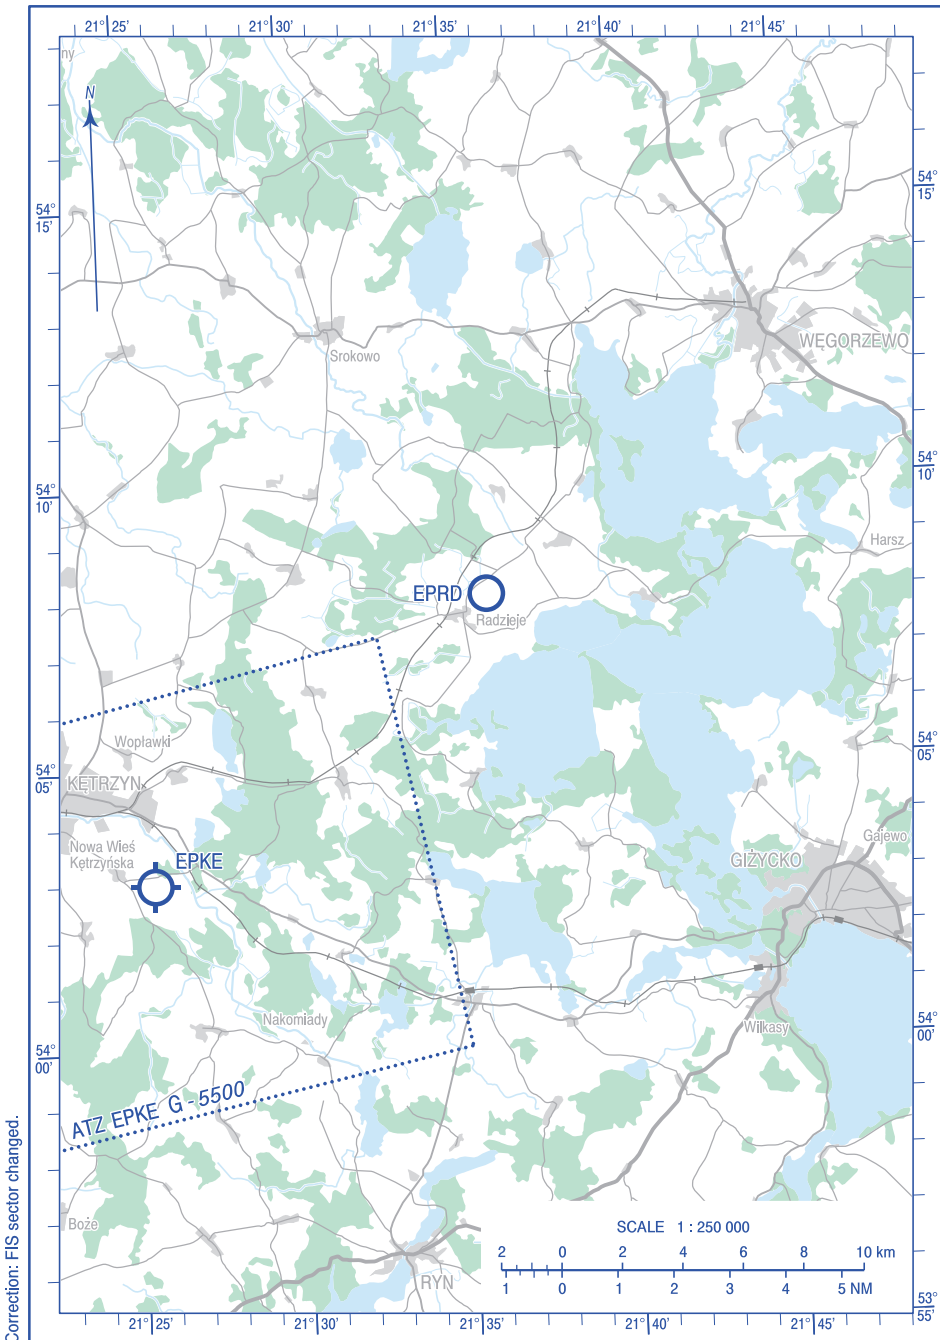 21° 25' 21° 30' 21° 35' 21° 40' 21° 45'
ny
N
54°
15'
54°
15'
Srokowo
WĘGORZEWO
54°
10'
54°
10'
Harsz
EPRD
Radzieje
Wopławki
54°
05'
54°
05'
KĘTRZYN
Nowa Wieś
Kętrzyńska
EPKE
GIŻYCKO
Gajewo
Nakomiady
Wilkasy
54°
00'
54°
00'
ATZ EPKE G - 5500
Boże
RYN
SCALE 1 : 250 000
2 0 2 4 6 8 10 km
1 0 1 2 3 4 5 NM
53°
55'
21° 25' 21° 30' 21° 35' 21° 40' 21° 45'
Correction: FIS sector changed.